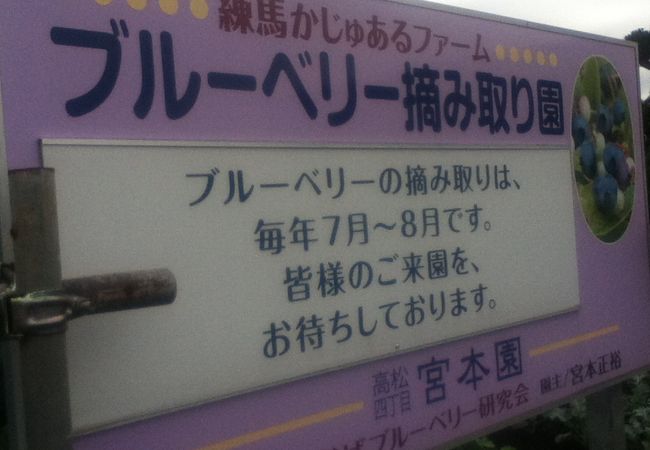 練馬かじゅあるファーム
ブルーベリー摘み取り園
ブルーベリーの摘み取りは、
毎年7月～8月です。
皆様のご来園を、
お待ちしております。
高松
四丁目
宮本園
ブルーベリー研究会 園主/宮本正裕